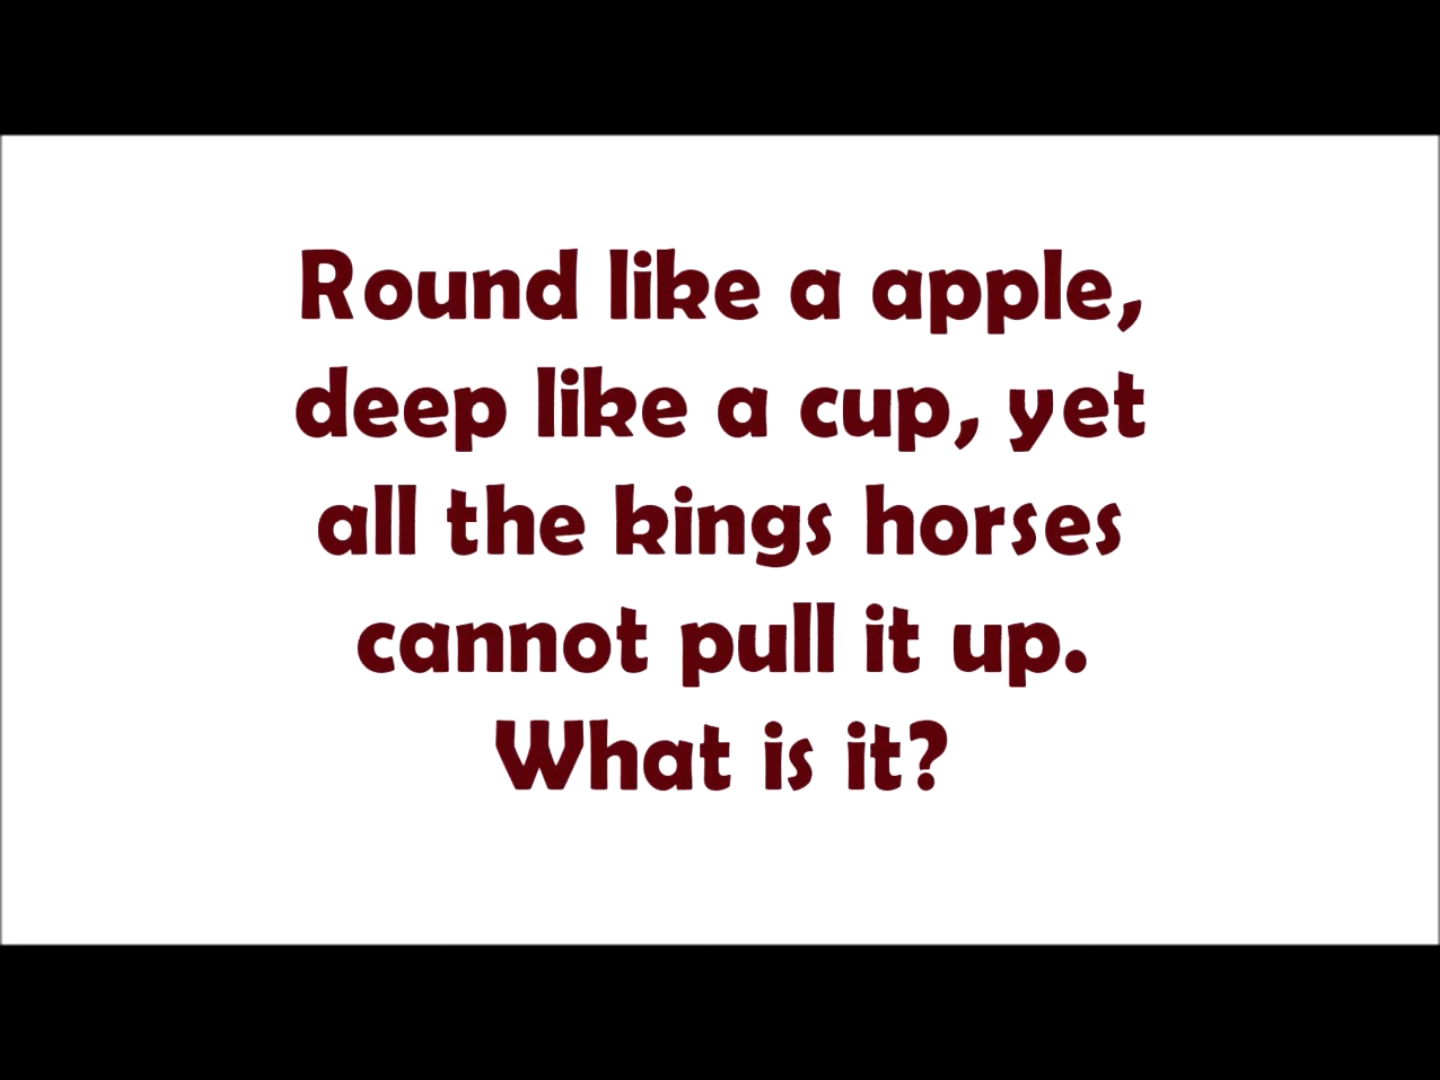 Round like a apple,
deep like a cup, yet
all the kings horses
cannot pull it up.
What is it?